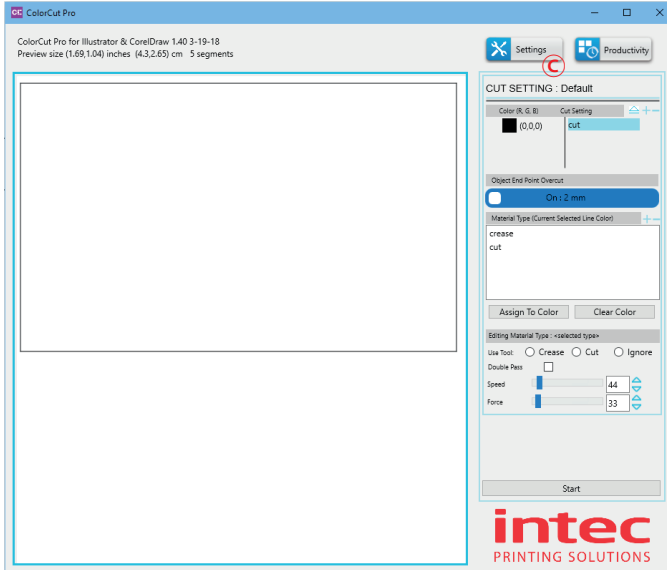 CC ColorCut Pro
ColorCut Pro for Illustrator & CorelDraw 1.40 3-19-18
Preview size (1.69,1.04) inches (4.3,2.65) cm 5 segments
Settings
Productivity
C
CUT SETTING : Default
Color (R, G, B) Cut Setting
(0,0,0) cut
Object End Point Overcut
On : 2 mm
Material Type (Current Selected Line Color)
crease
cut
Assign To Color Clear Color
Editing Material Type : <selected type>
Use Tool: Crease Cut Ignore
Double Pass
Speed 44
Force 33
Start
intec
PRINTING SOLUTIONS